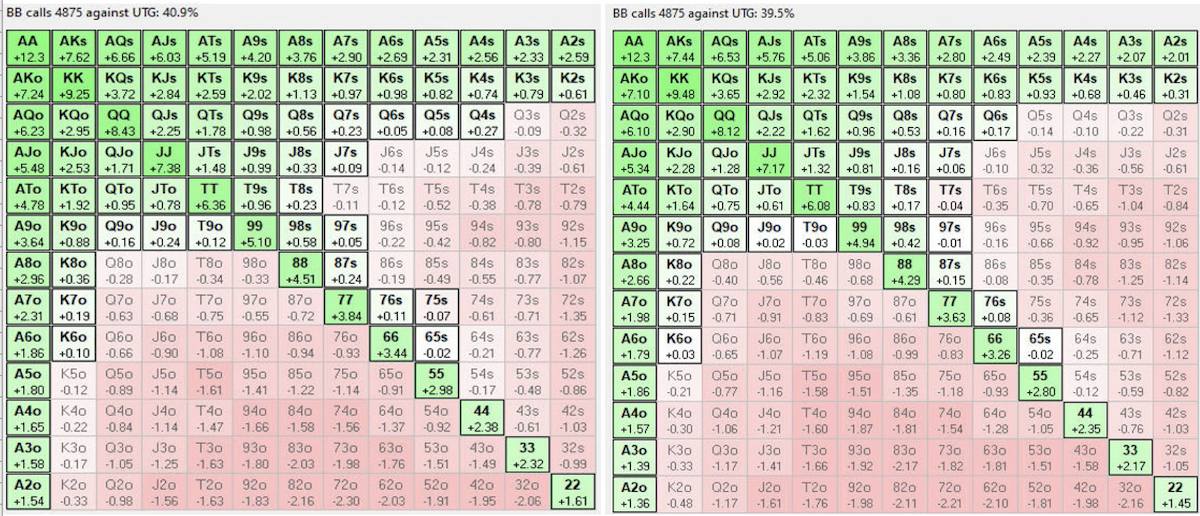 BB calls 4875 against UTG: 40.9%
AA AKs AQs AJs ATs A9s A8s A7s A6s A5s A4s A3s A2s
+12.3 +7.62 +6.66 +6.03 +5.19 +4.20 +3.76 +2.90 +2.69 +2.31 +2.56 +2.33 +2.59
AKo KK KQs KJs KTs K9s K8s K7s K6s K5s K4s K3s K2s
+7.24 +9.25 +3.72 +2.84 +2.59 +2.02 +1.13 +0.97 +0.98 +0.82 +0.74 +0.79 +0.61
AQo KQo QQ QJs QTs Q9s Q8s Q7s Q6s Q5s Q4s Q3s Q2s
+6.23 +2.95 +8.43 +2.25 +1.78 +0.98 +0.56 +0.23 +0.05 +0.08 +0.27 -0.09 -0.32
AJo KJo QJo JJ JTs J9s J8s J7s J6s J5s J4s J3s J2s
+5.48 +2.53 +1.71 +7.38 +1.48 +0.99 +0.33 +0.09 -0.14 -0.12 -0.24 -0.39 -0.61
ATo KTo QTo JTo TT T9s T8s T7s T6s T5s T4s T3s T2s
+4.78 +1.92 +0.95 +0.78 +6.36 +0.96 +0.23 -0.11 -0.12 -0.52 -0.38 -0.78 -0.79
A9o K9o Q9o J9o T9o 99 98s 97s 96s 95s 94s 93s 92s
+3.64 +0.88 +0.16 +0.24 +0.12 +5.10 +0.58 +0.05 -0.22 -0.42 -0.82 -0.80 -1.15
A8o K8o Q8o J8o T8o 98o 88 87s 86s 85s 84s 83s 82s
+2.96 +0.36 -0.28 -0.17 -0.34 -0.33 +4.51 +0.24 -0.19 -0.49 -0.55 -0.77 -1.07
A7o K7o Q7o J7o T7o 97o 87o 77 76s 75s 74s 73s 72s
+2.31 +0.19 -0.63 -0.68 -0.75 -0.55 -0.72 +3.84 +0.11 -0.07 -0.61 -0.71 -1.35
A6o K6o Q6o J6o T6o 96o 86o 76o 66 65s 64s 63s 62s
+1.86 +0.10 -0.66 -0.90 -1.08 -1.10 -0.94 -0.93 +3.44 -0.02 -0.21 -0.77 -1.26
A5o K5o Q5o J5o T5o 95o 85o 75o 65o 55 54s 53s 52s
+1.80 -0.12 -0.89 -1.14 -1.61 -1.41 -1.22 -1.14 -0.91 +2.98 -0.17 -0.48 -0.86
A4o K4o Q4o J4o T4o 94o 84o 74o 64o 54o 44 43s 42s
+1.65 -0.22 -0.84 -1.14 -1.47 -1.66 -1.58 -1.56 -1.37 -0.92 +2.38 -0.61 -1.03
A3o K3o Q3o J3o T3o 93o 83o 73o 63o 53o 43o 33 32s
+1.58 -0.17 -1.05 -1.25 -1.63 -1.80 -2.03 -1.98 -1.76 -1.51 -1.49 +2.32 -0.99
A2o K2o Q2o J2o T2o 92o 82o 72o 62o 52o 42o 32o 22
+1.54 -0.33 -0.98 -1.56 -1.63 -1.83 -2.16 -2.30 -2.03 -1.91 -1.95 -2.06 +1.61
BB calls 4875 against UTG: 39.5%
AA AKs AQs AJs ATs A9s A8s A7s A6s A5s A4s A3s A2s
+12.3 +7.44 +6.53 +5.76 +5.06 +3.86 +3.36 +2.80 +2.49 +2.39 +2.27 +2.07 +2.01
AKo KK KQs KJs KTs K9s K8s K7s K6s K5s K4s K3s K2s
+7.10 +9.48 +3.65 +2.92 +2.32 +1.54 +1.08 +0.80 +0.83 +0.93 +0.68 +0.46 +0.31
AQo KQo QQ QJs QTs Q9s Q8s Q7s Q6s Q5s Q4s Q3s Q2s
+6.10 +2.90 +8.12 +2.22 +1.62 +0.96 +0.53 +0.16 +0.17 -0.14 -0.10 -0.22 -0.31
AJo KJo QJo JJ JTs J9s J8s J7s J6s J5s J4s J3s J2s
+5.34 +2.28 +1.28 +7.17 +1.32 +0.81 +0.16 +0.06 -0.10 -0.32 -0.36 -0.56 -0.61
ATo KTo QTo JTo TT T9s T8s T7s T6s T5s T4s T3s T2s
+4.44 +1.64 +0.75 +0.61 +6.08 +0.83 +0.17 -0.04 -0.35 -0.70 -0.65 -1.04 -0.84
A9o K9o Q9o J9o T9o 99 98s 97s 96s 95s 94s 93s 92s
+3.25 +0.72 +0.08 +0.02 -0.03 +4.94 +0.42 -0.01 -0.16 -0.66 -0.92 -0.95 -1.06
A8o K8o Q8o J8o T8o 98o 88 87s 86s 85s 84s 83s 82s
+2.66 +0.22 -0.40 -0.56 -0.46 -0.68 +4.29 +0.15 -0.08 -0.35 -0.78 -1.25 -1.14
A7o K7o Q7o J7o T7o 97o 87o 77 76s 75s 74s 73s 72s
+1.98 +0.15 -0.71 -0.91 -0.83 -0.69 -0.61 +3.63 +0.08 -0.36 -0.65 -1.12 -1.33
A6o K6o Q6o J6o T6o 96o 86o 76o 66 65s 64s 63s 62s
+1.79 +0.03 -0.65 -1.07 -1.19 -1.08 -0.99 -0.83 +3.26 -0.02 -0.25 -0.71 -1.12
A5o K5o Q5o J5o T5o 95o 85o 75o 65o 55 54s 53s 52s
+1.86 -0.21 -0.77 -1.16 -1.58 -1.51 -1.35 -1.18 -0.93 +2.80 -0.12 -0.59 -0.82
A4o K4o Q4o J4o T4o 94o 84o 74o 64o 54o 44 43s 42s
+1.57 -0.30 -1.06 -1.21 -1.60 -1.87 -1.81 -1.54 -1.28 -1.05 +2.35 -0.76 -1.03
A3o K3o Q3o J3o T3o 93o 83o 73o 63o 53o 43o 33 32s
+1.39 -0.33 -1.17 -1.41 -1.66 -1.92 -2.17 -1.82 -1.81 -1.51 -1.58 +2.17 -1.05
A2o K2o Q2o J2o T2o 92o 82o 72o 62o 52o 42o 32o 22
+1.36 -0.48 -1.17 -1.61 -1.76 -1.98 -2.11 -2.21 -2.10 -1.81 -1.98 -2.16 +1.45